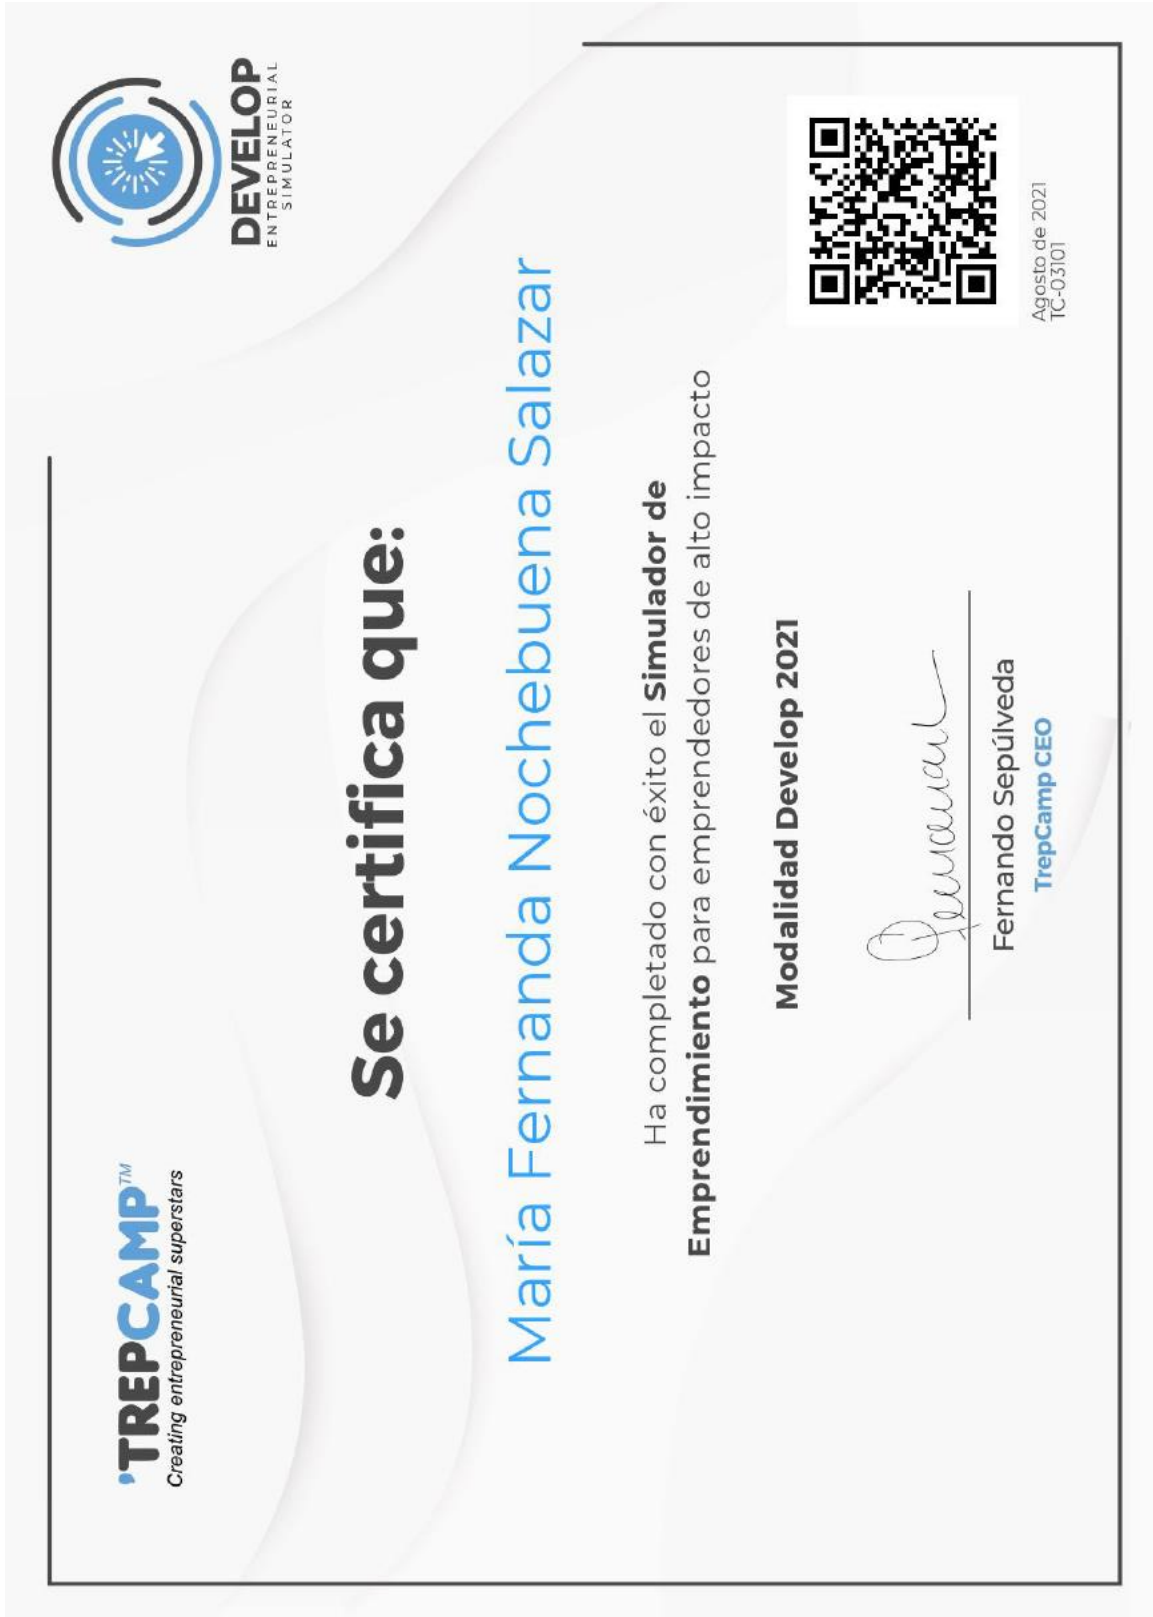 'TREPCAMP™
Creating entrepreneurial superstars
DEVELOP
ENTREPRENEURIAL
SIMULATOR
Se certifica que:
María Fernanda Nochebuena Salazar
Ha completado con éxito el Simulador de
Emprendimiento para emprendedores de alto impacto
Modalidad Develop 2021
Fernando Sepúlveda
TrepCamp CEO
Agosto de 2021
TC-03101